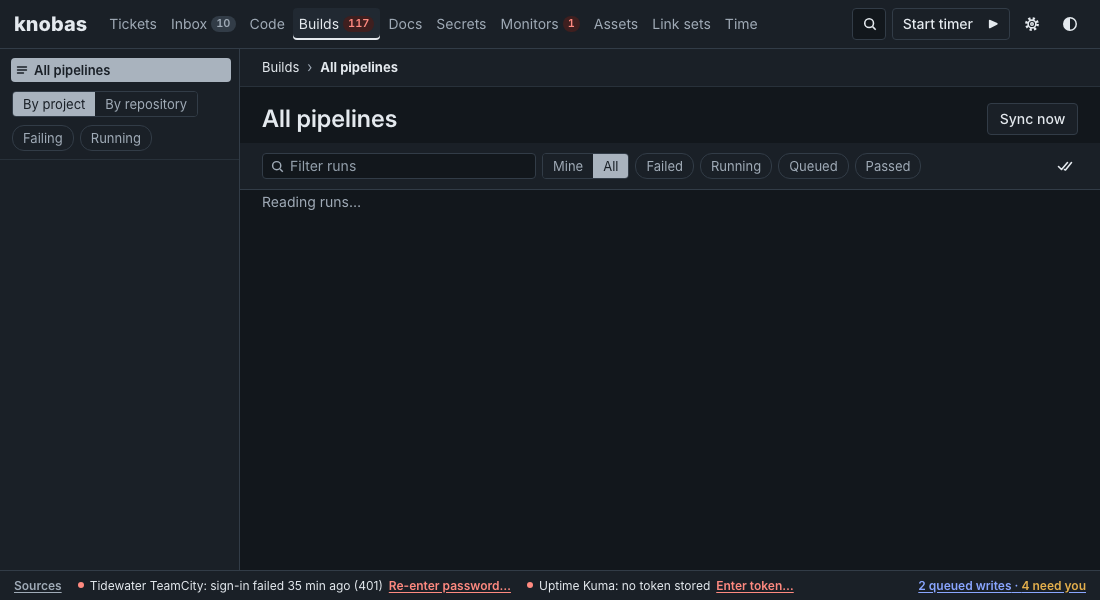 knobas Tickets Inbox 10 Code Builds 117 Docs Secrets Monitors 1 Assets Link sets Time Start timer
All pipelines
By project By repository
Failing Running
Builds › All pipelines
All pipelines Sync now
Filter runs Mine All Failed Running Queued Passed
Reading runs...
Sources Tidewater TeamCity: sign-in failed 35 min ago (401) Re-enter password... Uptime Kuma: no token stored Enter token... 2 queued writes · 4 need you